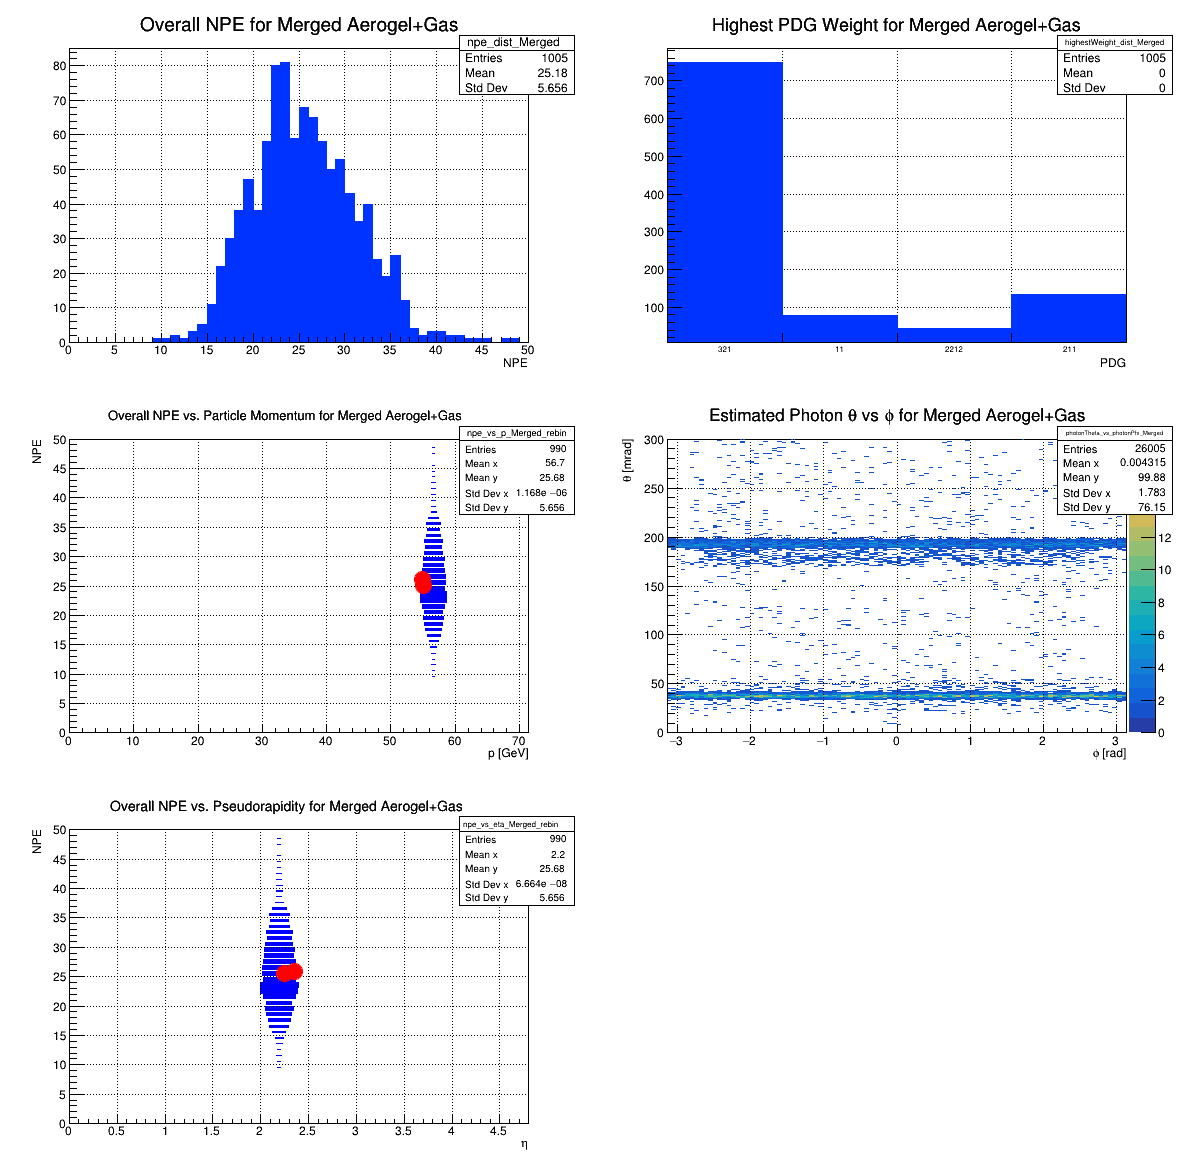 Overall NPE for Merged Aerogel+Gas
npe_dist_Merged
Entries 1005
Mean 25.18
Std Dev 5.656
80
70
60
50
40
30
20
10
0
0 5 10 15 20 25 30 35 40 45 50
NPE
Highest PDG Weight for Merged Aerogel+Gas
highestWeight_dist_Merged
Entries 1005
Mean 0
Std Dev 0
700
600
500
400
300
200
100
321 11 2212 211
PDG
Overall NPE vs. Particle Momentum for Merged Aerogel+Gas
npe_vs_p_Merged_rebin
Entries 990
Mean x 56.7
Mean y 25.68
Std Dev x 1.168e −06
Std Dev y 5.656
NPE
50
45
40
35
30
25
20
15
10
5
0
0 10 20 30 40 50 60 70
p [GeV]
Estimated Photon θ vs ϕ for Merged Aerogel+Gas
photonTheta_vs_photonPhi_Merged
Entries 26005
Mean x 0.004315
Mean y 99.88
Std Dev x 1.783
Std Dev y 76.15
θ [mrad]
300
250
200
150
100
50
0
−3 −2 −1 0 1 2 3
ϕ [rad]
12
10
8
6
4
2
0
Overall NPE vs. Pseudorapidity for Merged Aerogel+Gas
npe_vs_eta_Merged_rebin
Entries 990
Mean x 2.2
Mean y 25.68
Std Dev x 6.664e −08
Std Dev y 5.656
NPE
50
45
40
35
30
25
20
15
10
5
0
0 0.5 1 1.5 2 2.5 3 3.5 4 4.5
η